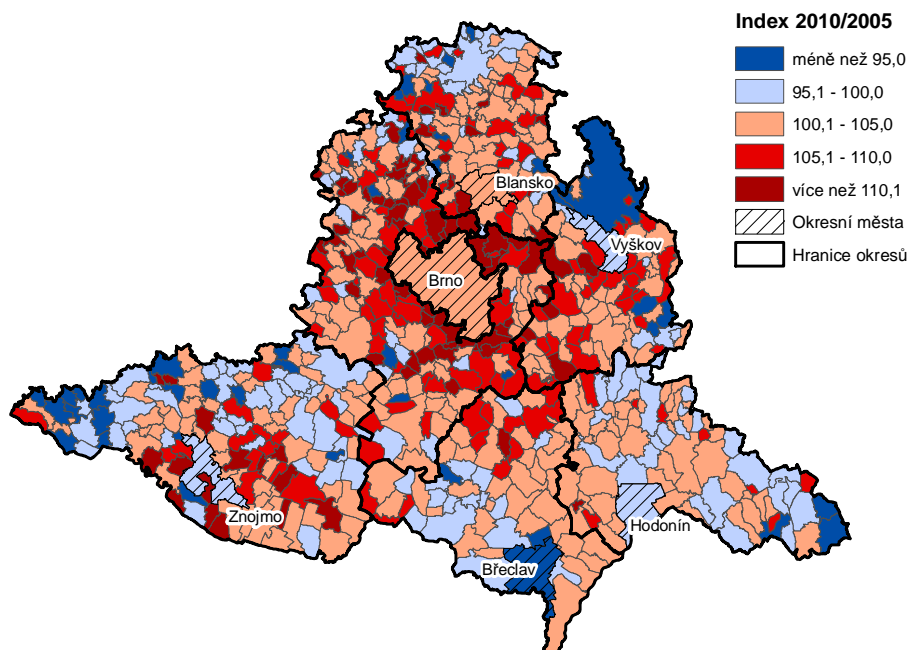 Index 2010/2005
méně než 95,0
95,1 - 100,0
100,1 - 105,0
105,1 - 110,0
více než 110,1
Okresní města
Hranice okresů
Blansko
Vyškov
Brno
Znojmo
Hodonín
Břeclav